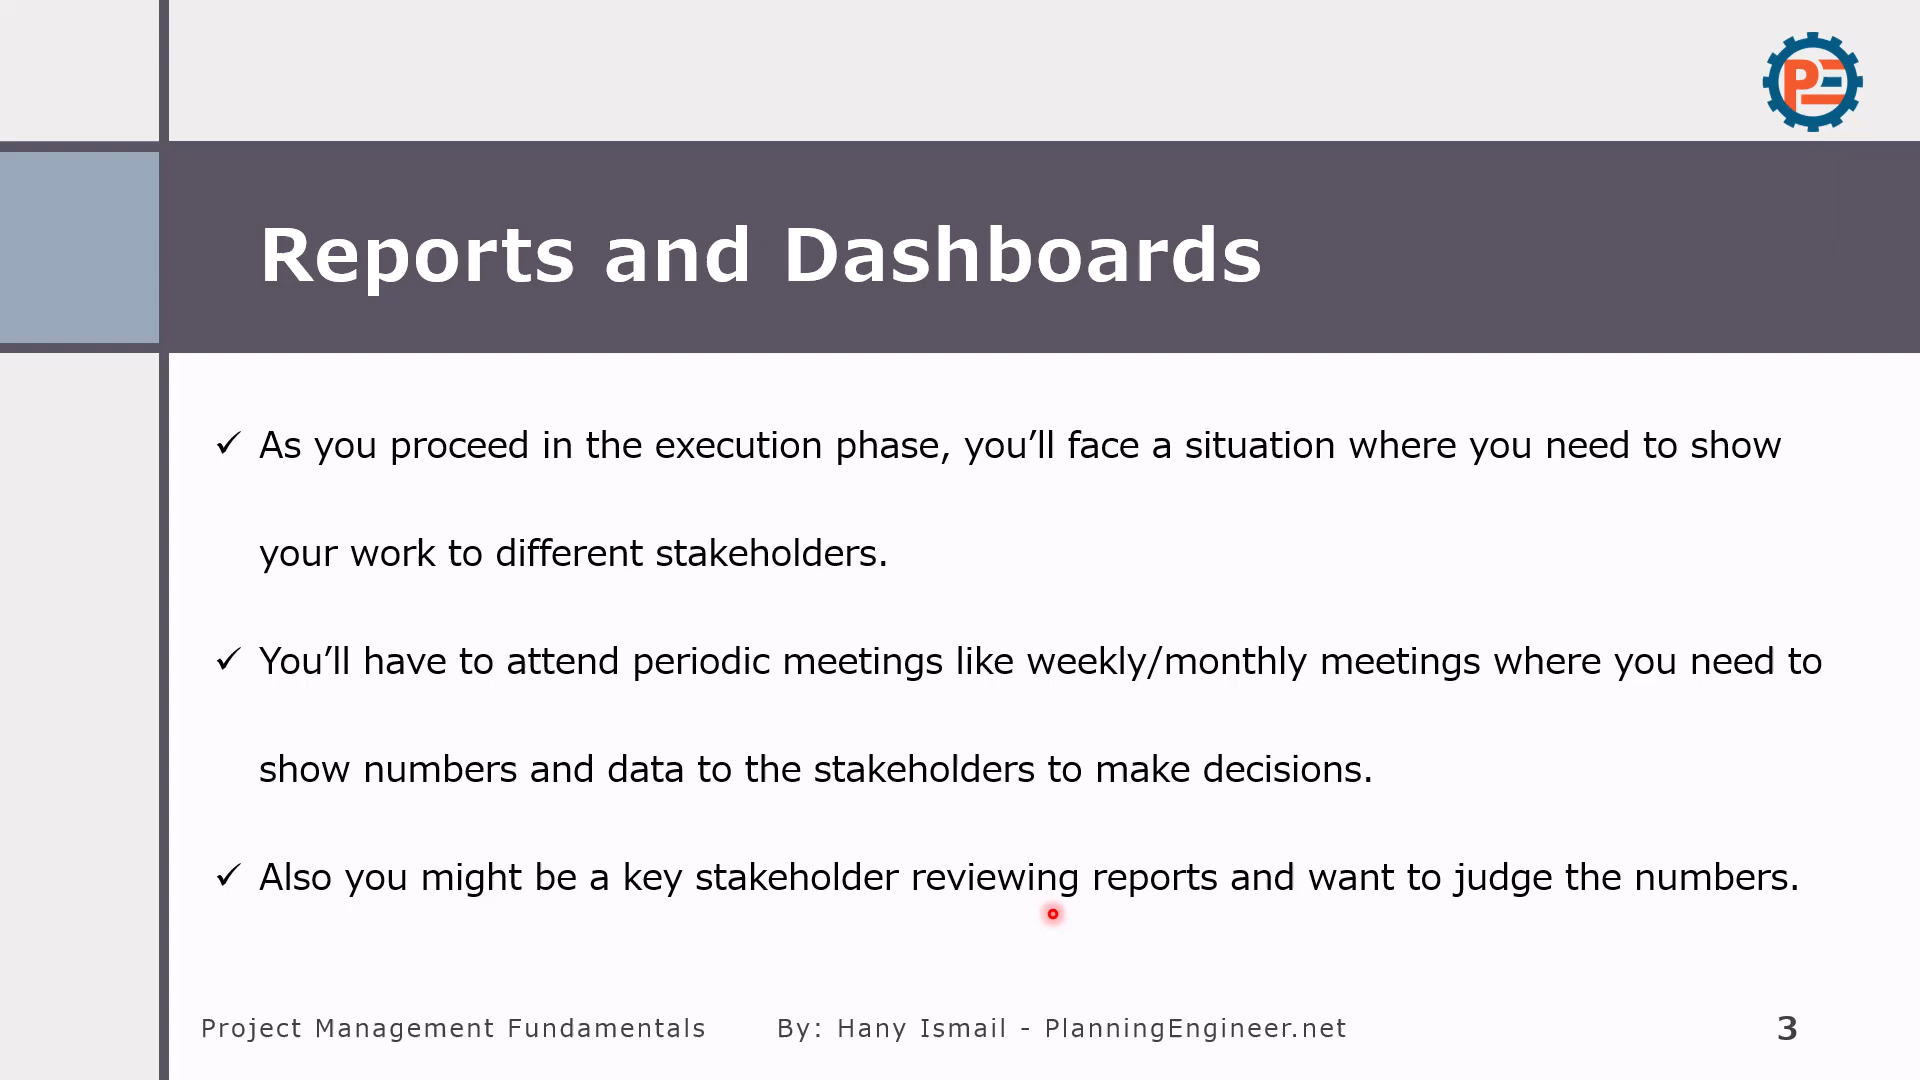 PE
Reports and Dashboards
✓ As you proceed in the execution phase, you’ll face a situation where you need to show
your work to different stakeholders.
✓ You’ll have to attend periodic meetings like weekly/monthly meetings where you need to
show numbers and data to the stakeholders to make decisions.
✓ Also you might be a key stakeholder reviewing reports and want to judge the numbers.
Project Management Fundamentals By: Hany Ismail - PlanningEngineer.net 3